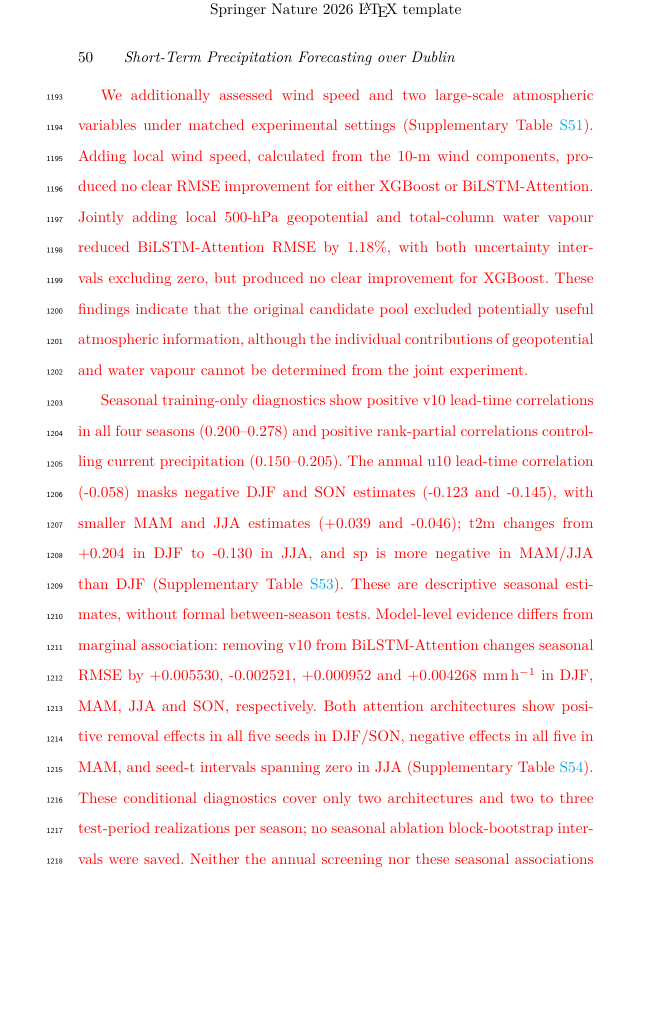 Springer Nature 2026 LATEX template
50 Short-Term Precipitation Forecasting over Dublin
1193 We additionally assessed wind speed and two large-scale atmospheric
1194 variables under matched experimental settings (Supplementary Table S51).
1195 Adding local wind speed, calculated from the 10-m wind components, pro-
1196 duced no clear RMSE improvement for either XGBoost or BiLSTM-Attention.
1197 Jointly adding local 500-hPa geopotential and total-column water vapour
1198 reduced BiLSTM-Attention RMSE by 1.18%, with both uncertainty inter-
1199 vals excluding zero, but produced no clear improvement for XGBoost. These
1200 findings indicate that the original candidate pool excluded potentially useful
1201 atmospheric information, although the individual contributions of geopotential
1202 and water vapour cannot be determined from the joint experiment.
1203 Seasonal training-only diagnostics show positive v10 lead-time correlations
1204 in all four seasons (0.200–0.278) and positive rank-partial correlations control-
1205 ling current precipitation (0.150–0.205). The annual u10 lead-time correlation
1206 (-0.058) masks negative DJF and SON estimates (-0.123 and -0.145), with
1207 smaller MAM and JJA estimates (+0.039 and -0.046); t2m changes from
1208 +0.204 in DJF to -0.130 in JJA, and sp is more negative in MAM/JJA
1209 than DJF (Supplementary Table S53). These are descriptive seasonal esti-
1210 mates, without formal between-season tests. Model-level evidence differs from
1211 marginal association: removing v10 from BiLSTM-Attention changes seasonal
1212 RMSE by +0.005530, -0.002521, +0.000952 and +0.004268 mm h⁻¹ in DJF,
1213 MAM, JJA and SON, respectively. Both attention architectures show posi-
1214 tive removal effects in all five seeds in DJF/SON, negative effects in all five in
1215 MAM, and seed-t intervals spanning zero in JJA (Supplementary Table S54).
1216 These conditional diagnostics cover only two architectures and two to three
1217 test-period realizations per season; no seasonal ablation block-bootstrap inter-
1218 vals were saved. Neither the annual screening nor these seasonal associations